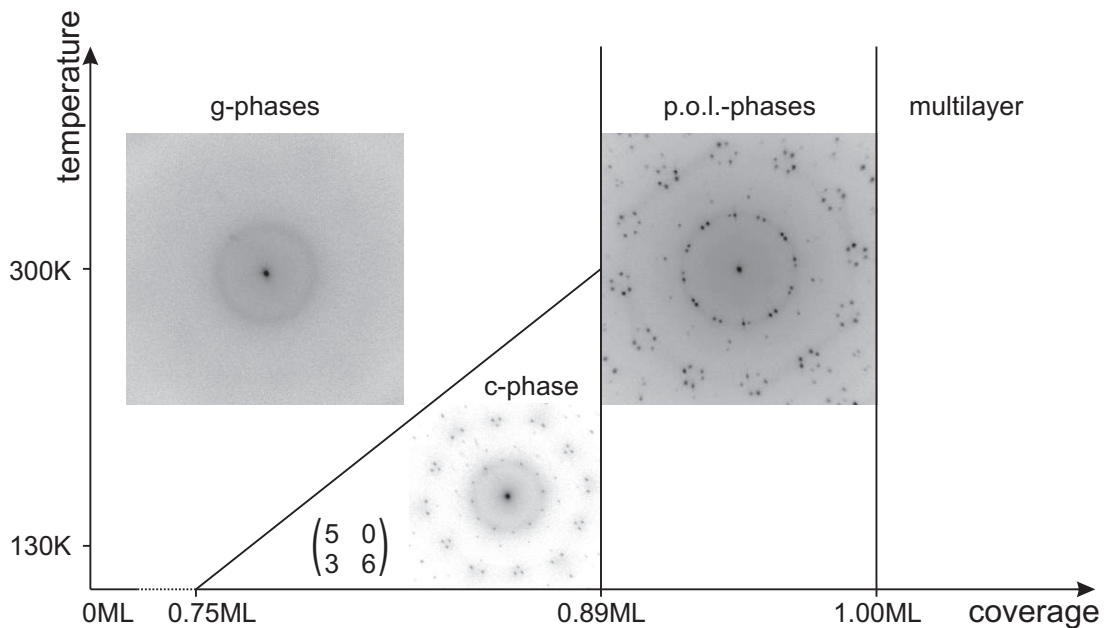 temperature
g-phases
p.o.l.-phases
multilayer
300K
c-phase
(5 0
3 6)
130K
0ML
0.75ML
0.89ML
1.00ML
coverage